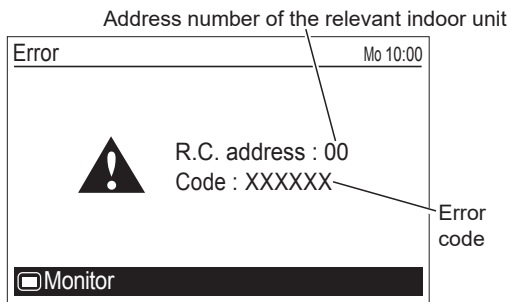 Address number of the relevant indoor unit
Error Mo 10:00
R.C. address : 00
Code : XXXXXX
Error
code
Monitor